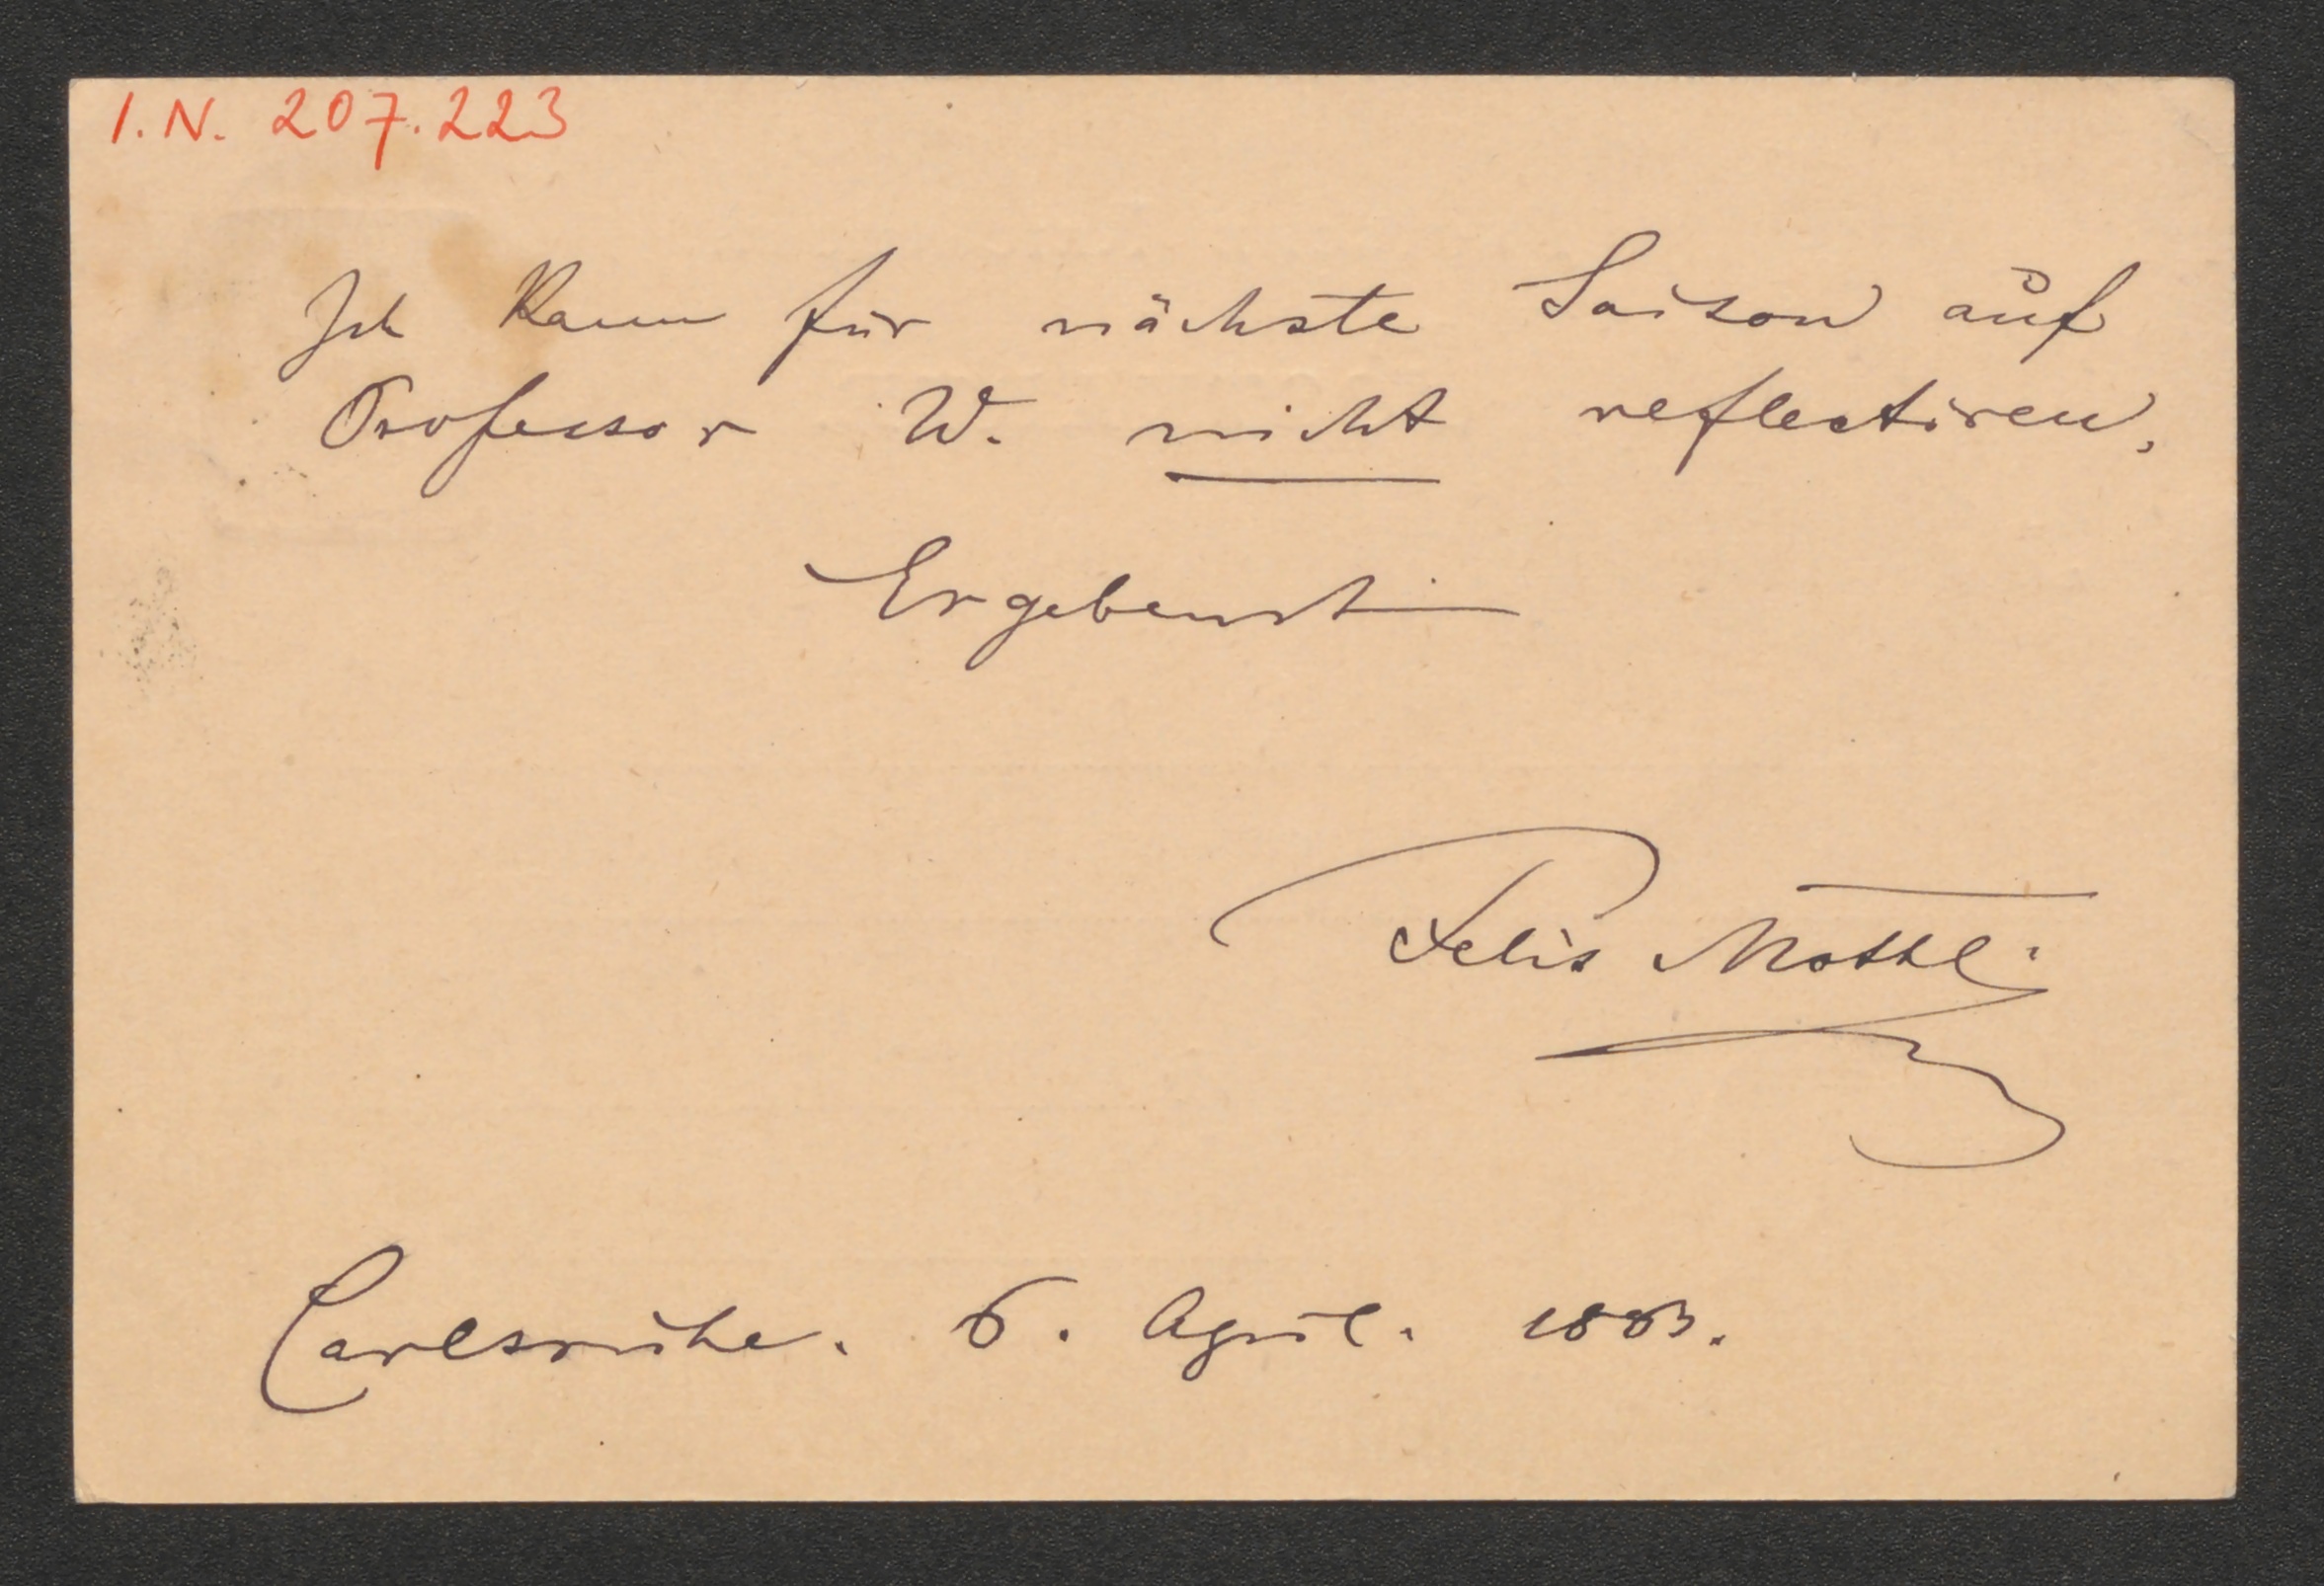 I.N. 207.223
Ich kann für nächste Saison auf
Professor W. nicht reflectiren.
Ergebenst
Felix Mottl.
Carlsruhe. 6. April. 1883.